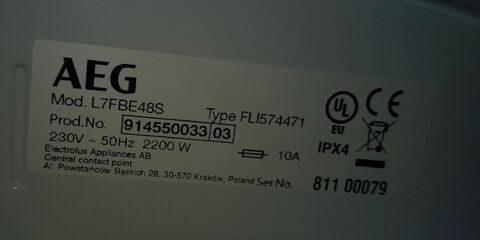 AEG
Mod. L7FBE48S
Type FLI574471
Prod.No. 914550033 03
230V ~ 50Hz 2200 W
10A
Electrolux Appliances AB
Central contact point
Al. Powstańców Śląskich 26, 30-570 Kraków, Poland
Ser.No. 811 00079
UL
EU
CE
IPX4